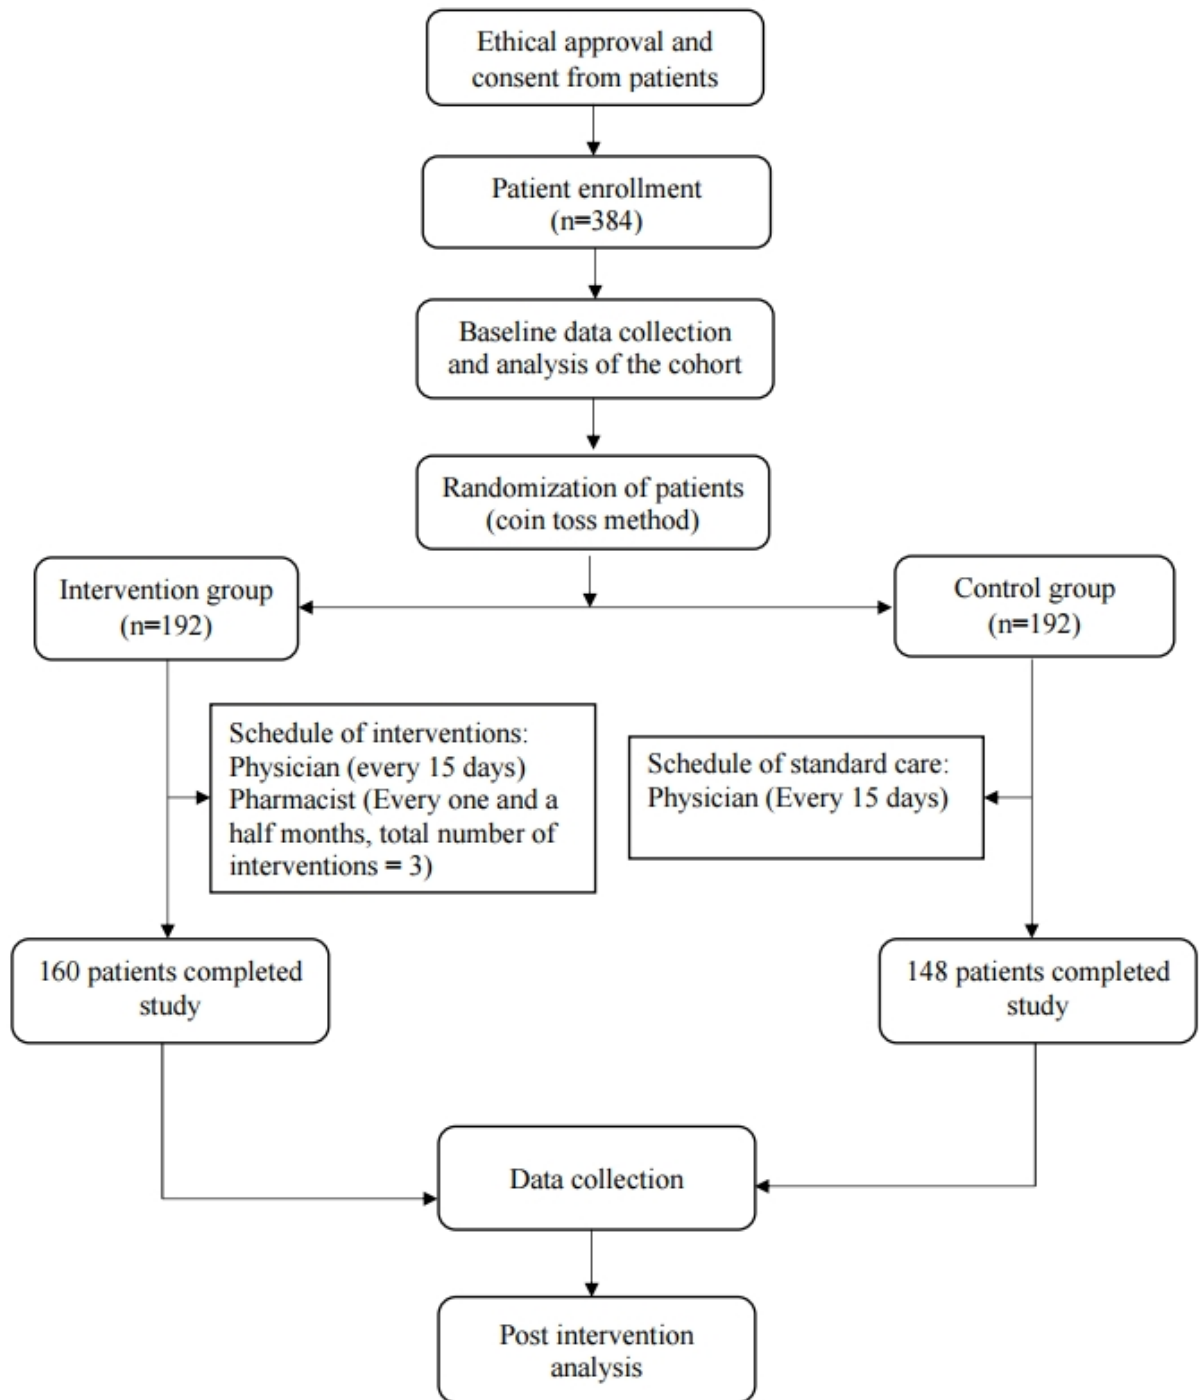 Ethical approval and
consent from patients
Patient enrollment
(n=384)
Baseline data collection
and analysis of the cohort
Randomization of patients
(coin toss method)
Intervention group
(n=192)
Control group
(n=192)
Schedule of interventions:
Physician (every 15 days)
Pharmacist (Every one and a
half months, total number of
interventions = 3)
Schedule of standard care:
Physician (Every 15 days)
160 patients completed
study
148 patients completed
study
Data collection
Post intervention
analysis